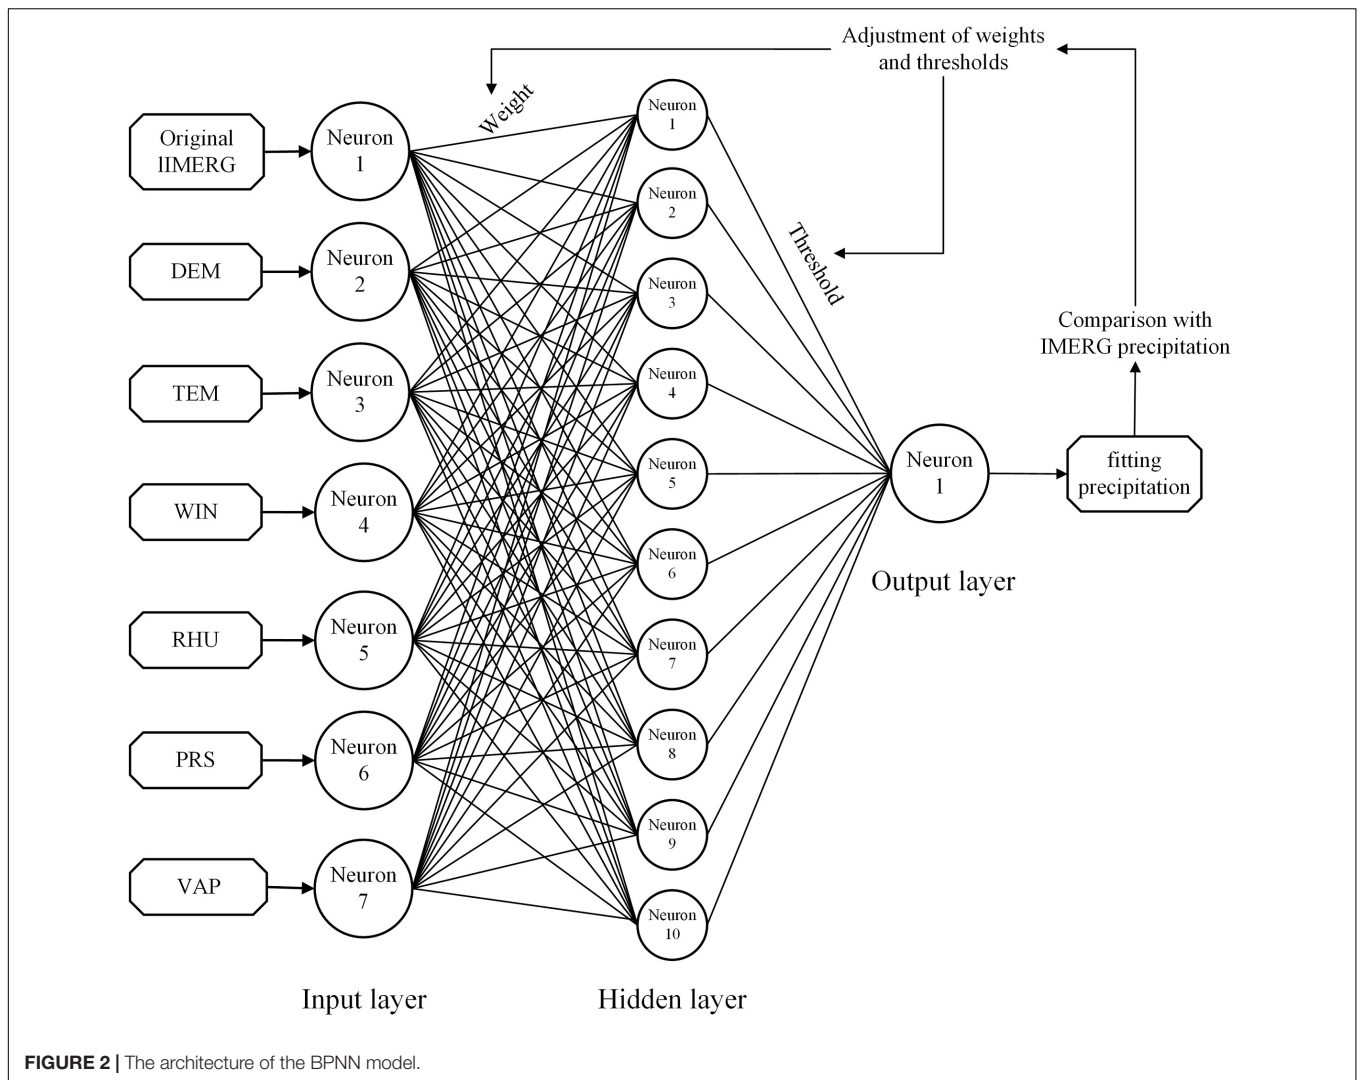 Adjustment of weights
and thresholds
Weight
Original
lIMERG
DEM
TEM
WIN
RHU
PRS
VAP
Neuron
1
Neuron
2
Neuron
3
Neuron
4
Neuron
5
Neuron
6
Neuron
7
Neuron
1
Neuron
2
Neuron
3
Neuron
4
Neuron
5
Neuron
6
Neuron
7
Neuron
8
Neuron
9
Neuron
10
Threshold
Neuron
1
Comparison with
IMERG precipitation
fitting
precipitation
Output layer
Input layer
Hidden layer
FIGURE 2 | The architecture of the BPNN model.